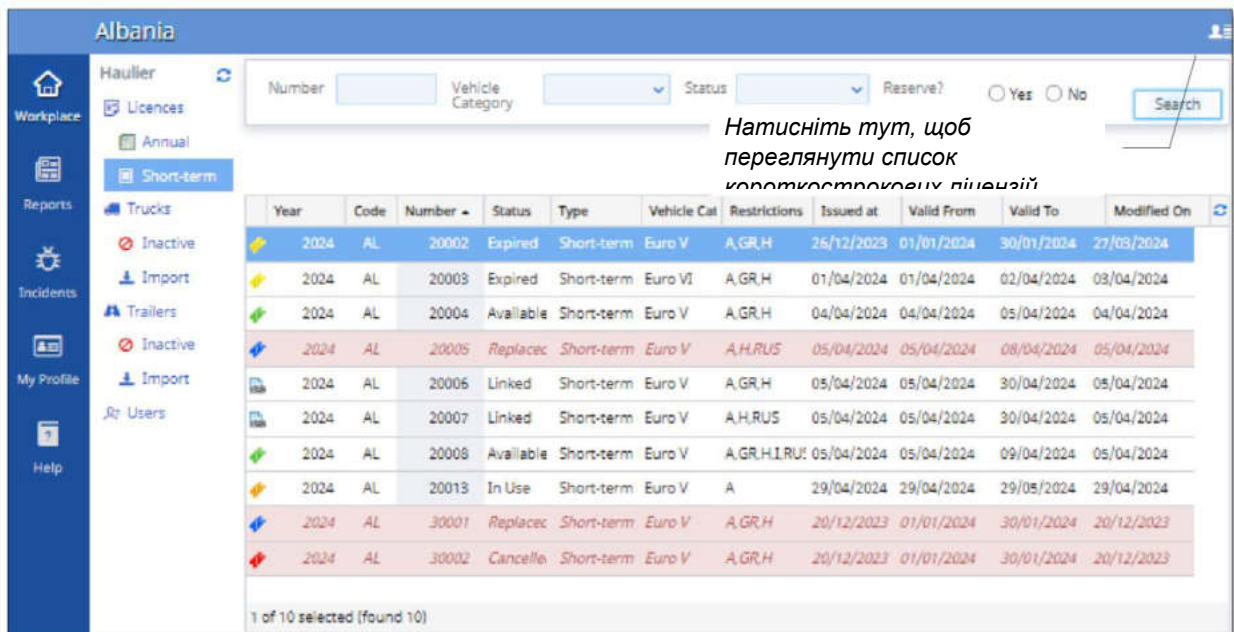 Albania
Haulier
Number
Vehicle
Category
Status
Reserve?
Yes
No
Search
Workplace
Licences
Annual
Short-term
Натисніть тут, щоб
переглянути список
короткострокових ліцензій
Reports
Trucks
Inactive
Import
Incidents
Trailers
Inactive
Import
My Profile
Users
Help
Year Code Number Status Type Vehicle Cat Restrictions Issued at Valid From Valid To Modified On
2024 AL 20002 Expired Short-term Euro V A,GR,H 26/12/2023 01/01/2024 30/01/2024 27/03/2024
2024 AL 20003 Expired Short-term Euro VI A,GR,H 01/04/2024 01/04/2024 02/04/2024 03/04/2024
2024 AL 20004 Available Short-term Euro V A,GR,H 04/04/2024 04/04/2024 05/04/2024 04/04/2024
2024 AL 20005 Replacec Short-term Euro V A,H,RUS 05/04/2024 05/04/2024 08/04/2024 05/04/2024
2024 AL 20006 Linked Short-term Euro V A,GR,H 05/04/2024 05/04/2024 30/04/2024 05/04/2024
2024 AL 20007 Linked Short-term Euro V A,H,RUS 05/04/2024 05/04/2024 30/04/2024 05/04/2024
2024 AL 20008 Available Short-term Euro V A,GR,H,I,RU 05/04/2024 05/04/2024 09/04/2024 05/04/2024
2024 AL 20013 In Use Short-term Euro V A 29/04/2024 29/04/2024 29/05/2024 29/04/2024
2024 AL 30001 Replacec Short-term Euro V A,GR,H 20/12/2023 01/01/2024 30/01/2024 20/12/2023
2024 AL 30002 Cancelle Short-term Euro V A,GR,H 20/12/2023 01/01/2024 30/01/2024 20/12/2023
1 of 10 selected (found 10)